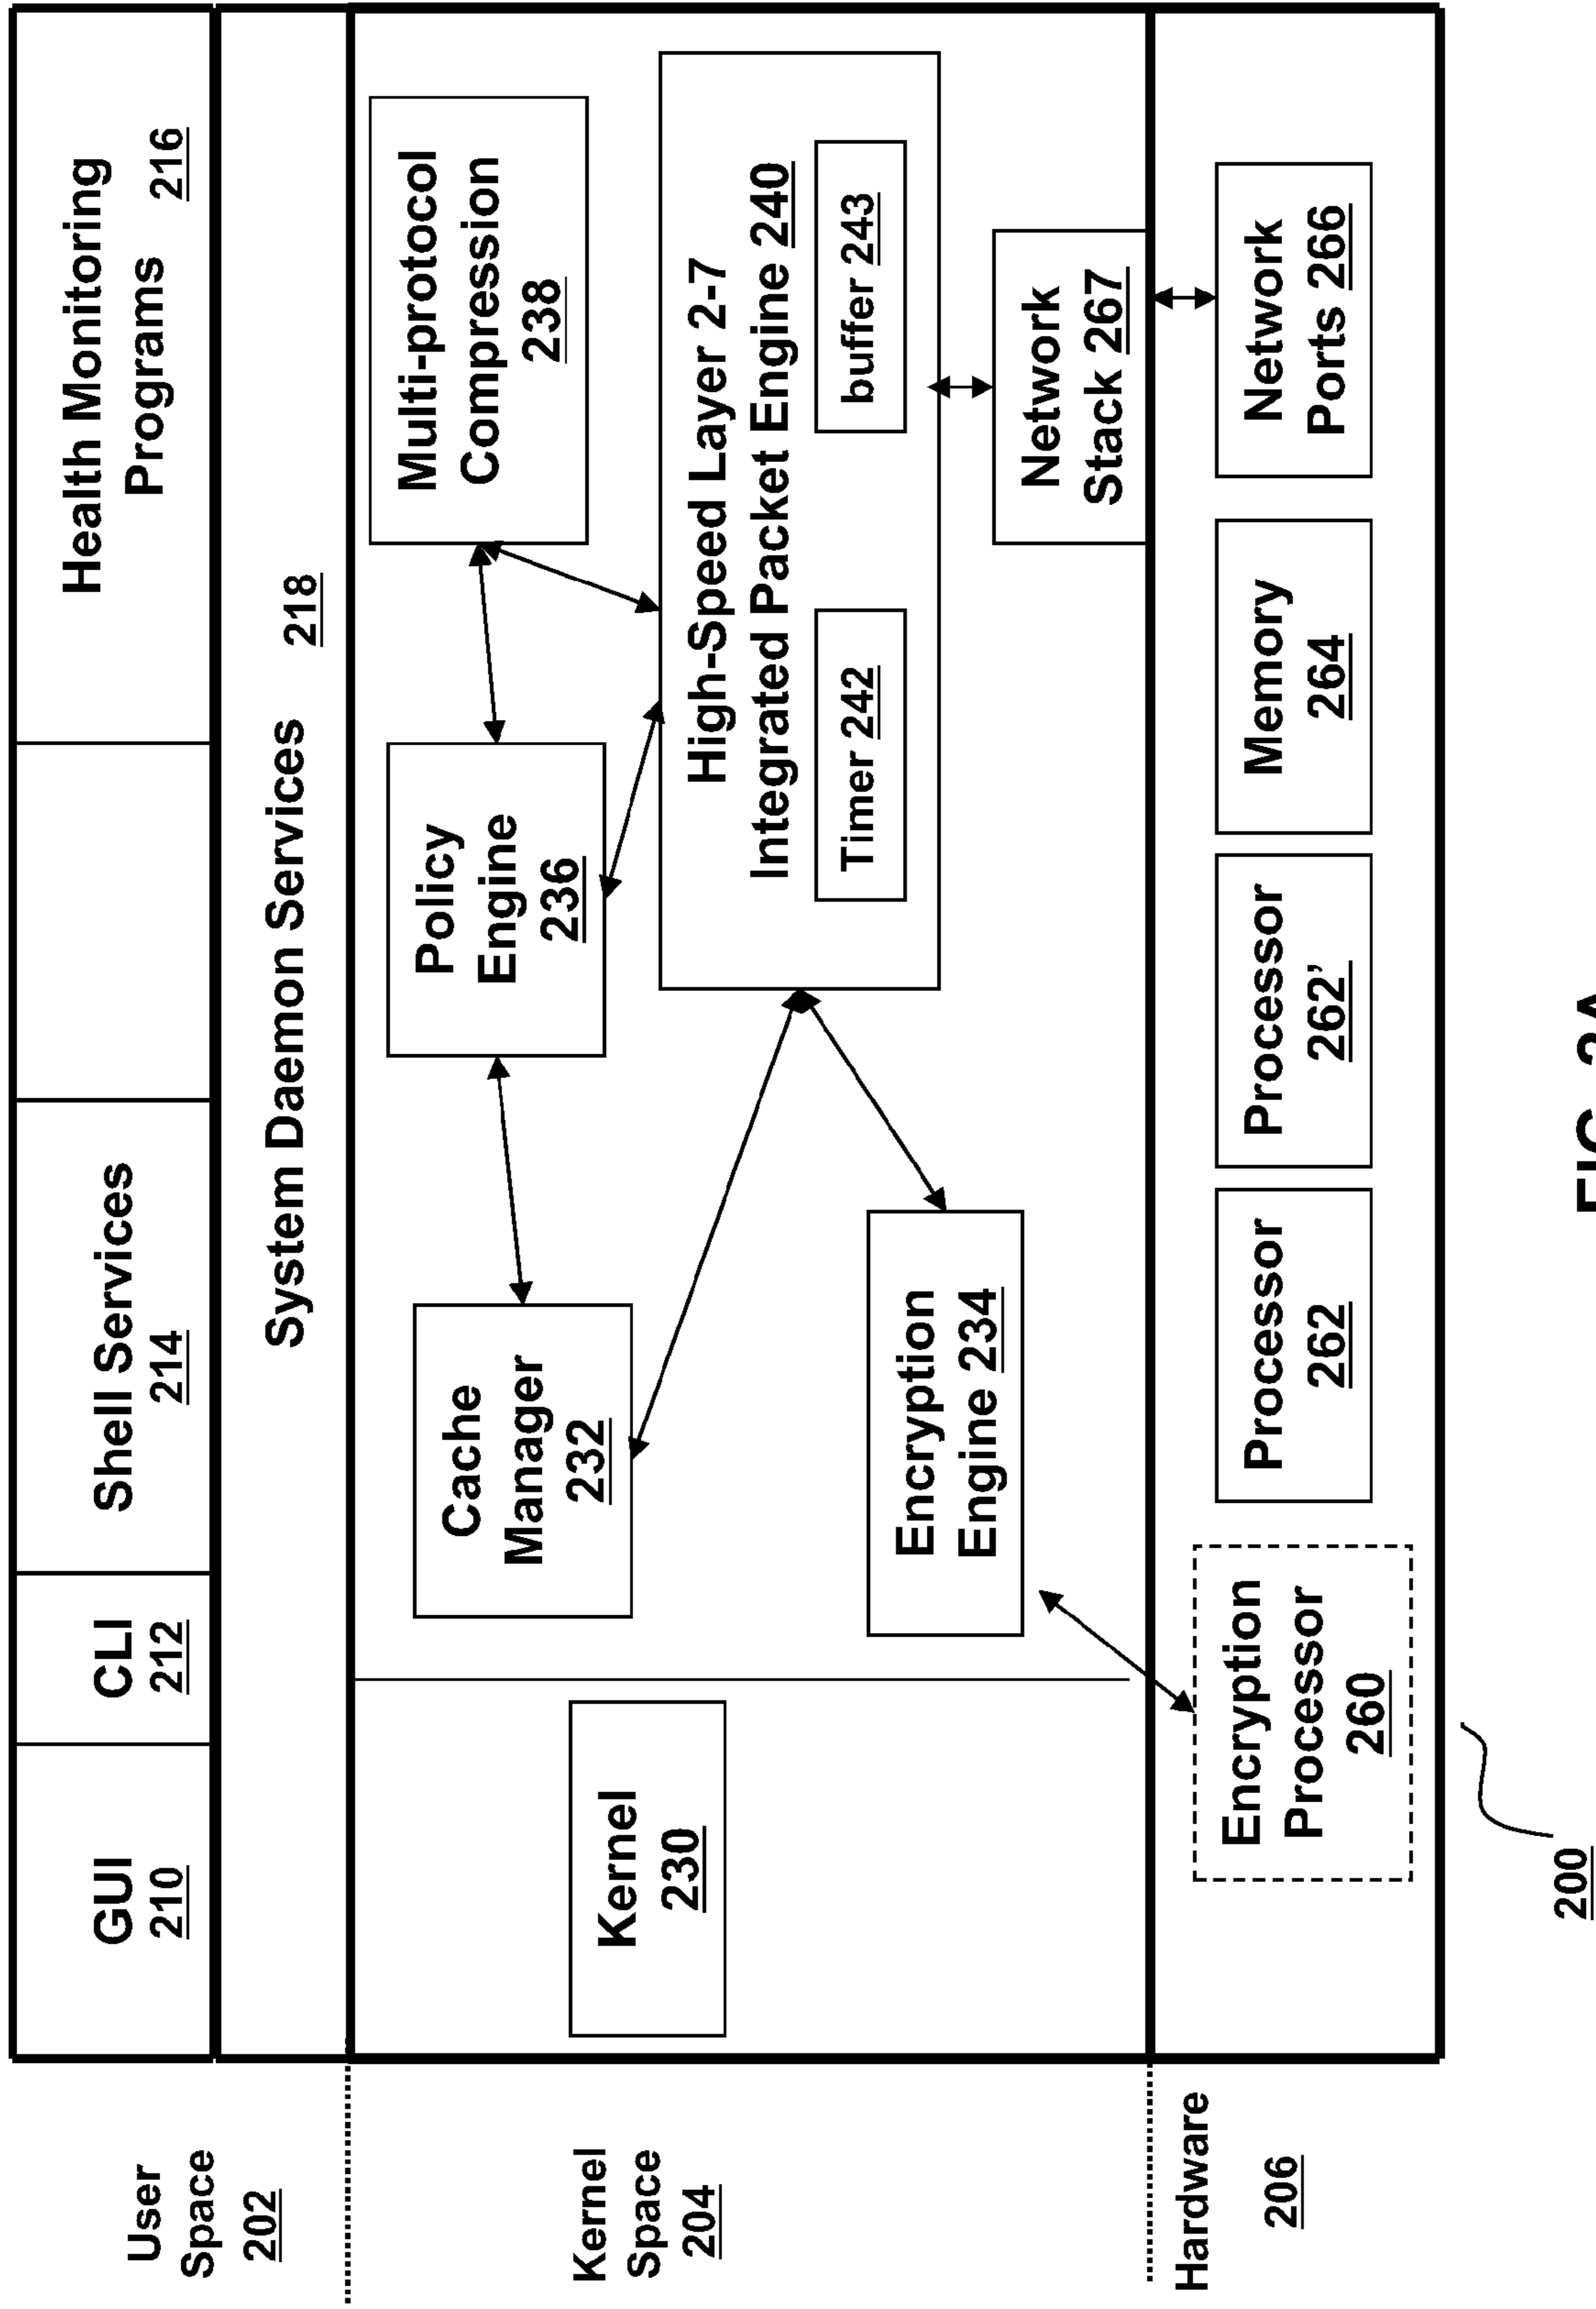 User
Space
202
GUI
210
CLI
212
Shell Services
214
Health Monitoring
Programs 216
System Daemon Services 218
Kernel
Space
204
Kernel
230
Cache
Manager
232
Policy
Engine
236
Multi-protocol
Compression
238
High-Speed Layer 2-7
Integrated Packet Engine 240
Timer 242
buffer 243
Encryption
Engine 234
Network
Stack 267
Hardware
206
Encryption
Processor
260
Processor
262
Processor
262’
Memory
264
Network
Ports 266
200
FIG. 2A